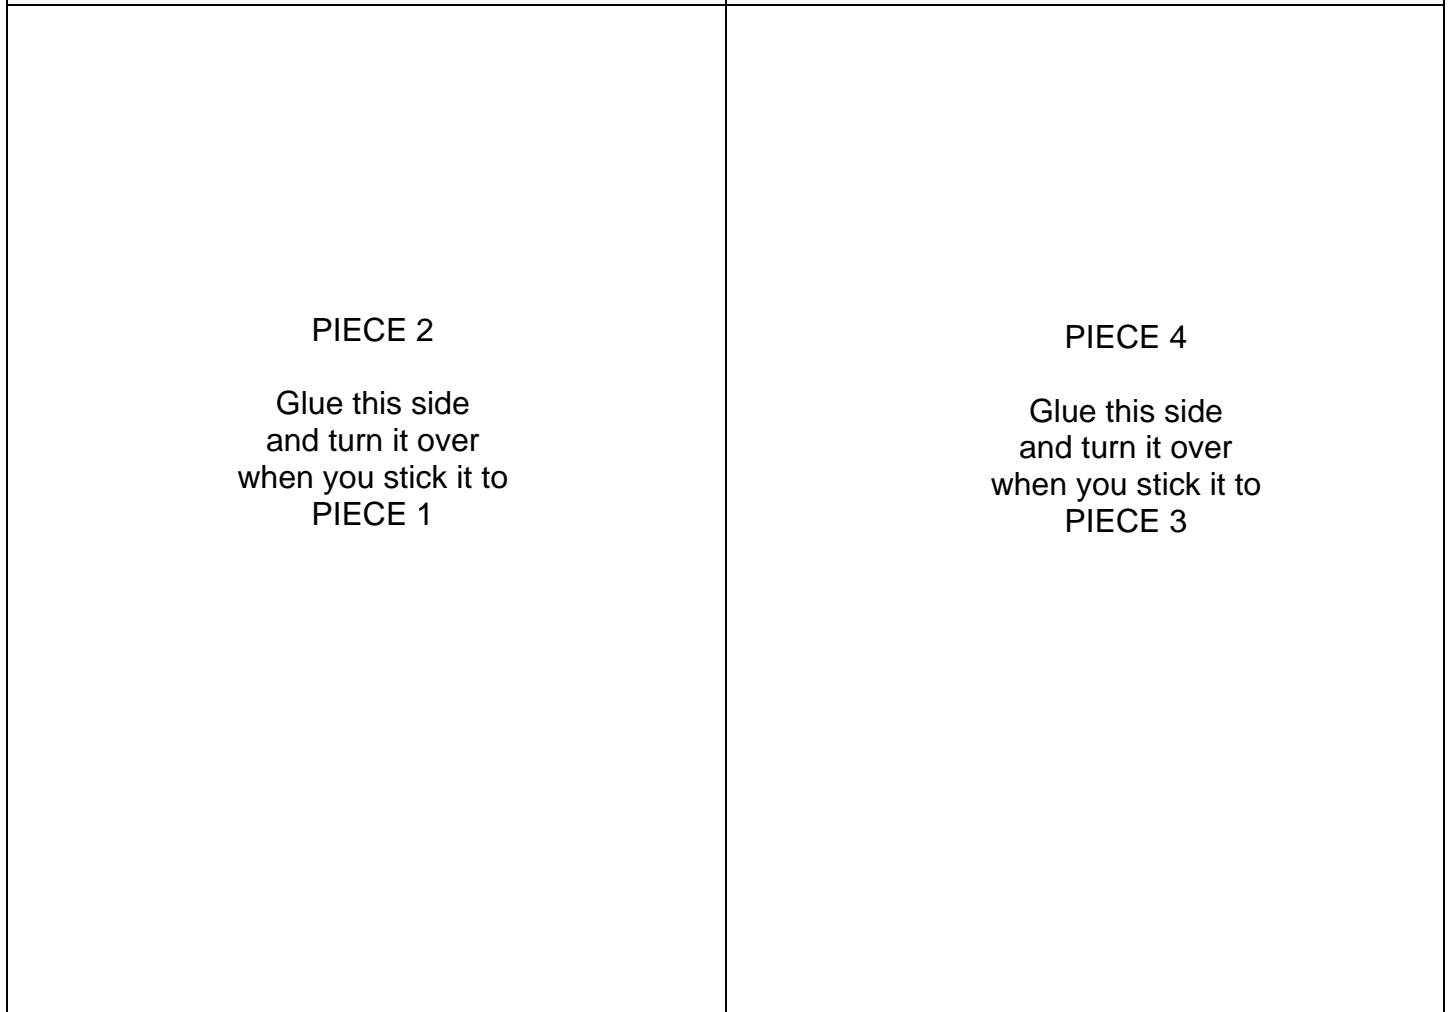 PIECE 2
Glue this side
and turn it over
when you stick it to
PIECE 1
PIECE 4
Glue this side
and turn it over
when you stick it to
PIECE 3